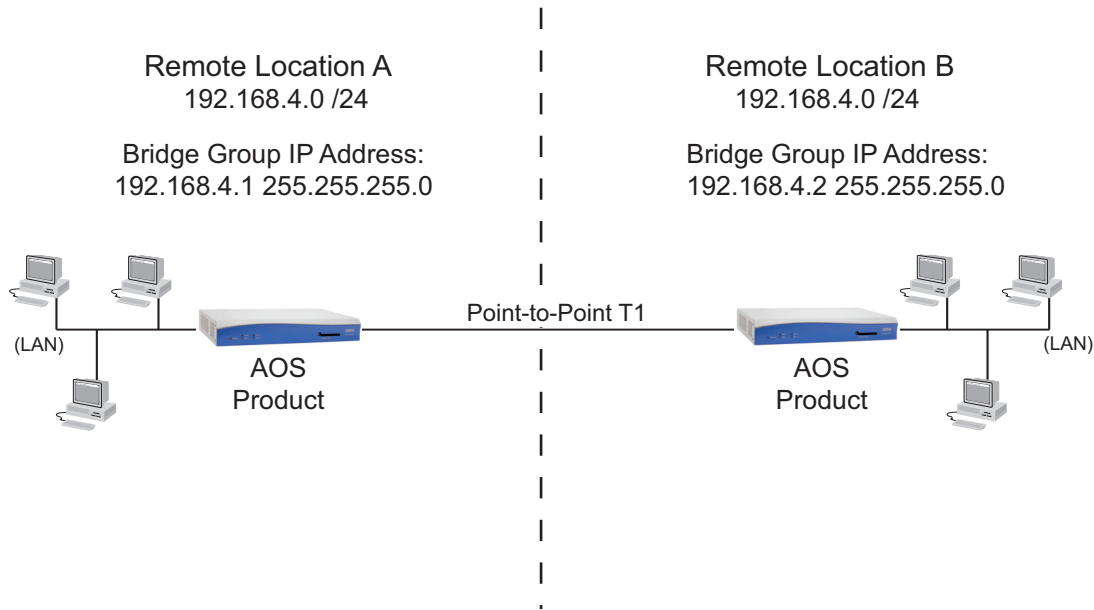 Remote Location A
192.168.4.0 /24
Bridge Group IP Address:
192.168.4.1 255.255.255.0
Remote Location B
192.168.4.0 /24
Bridge Group IP Address:
192.168.4.2 255.255.255.0
Point-to-Point T1
(LAN)
AOS
Product
AOS
Product
(LAN)